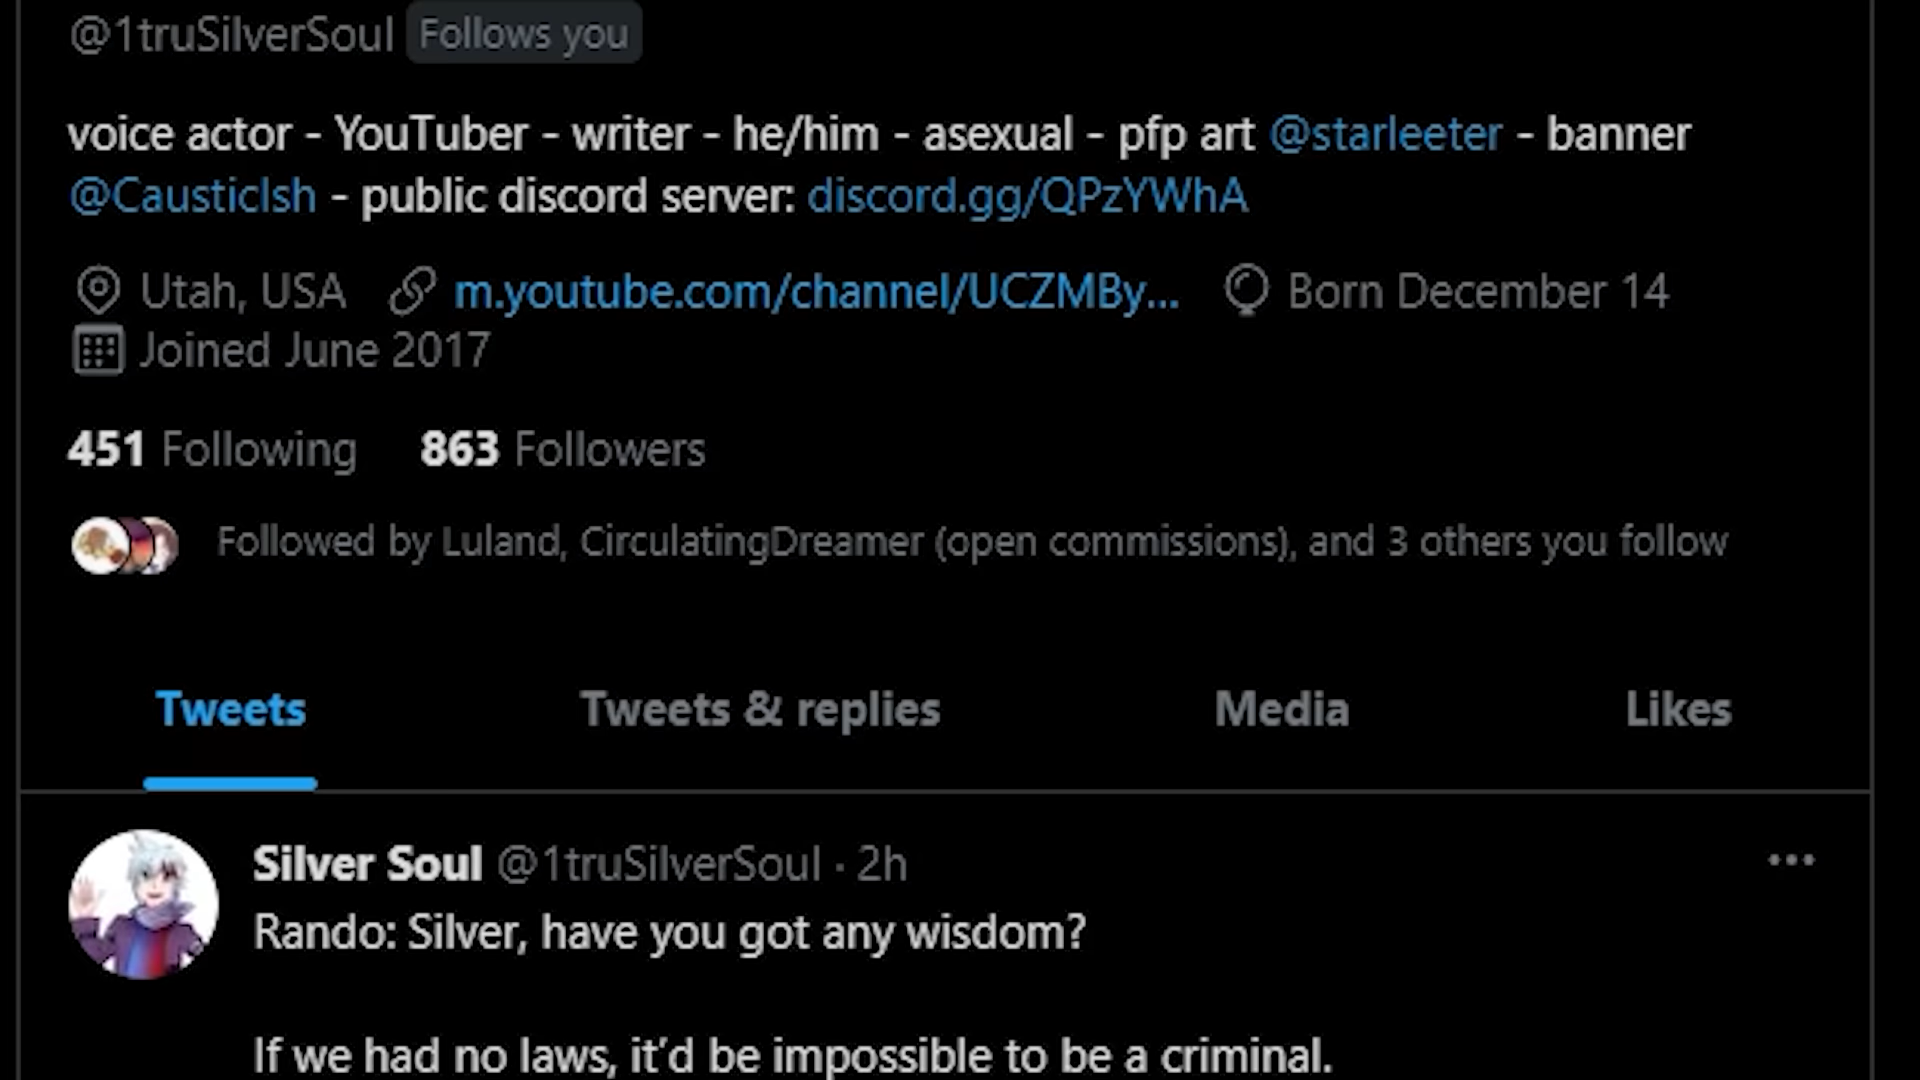 @1truSilverSoul Follows you
voice actor - YouTuber - writer - he/him - asexual - pfp art @starleeter - banner
@CausticIsh - public discord server: discord.gg/QPzYWhA
Utah, USA m.youtube.com/channel/UCZMBy... Born December 14
Joined June 2017
451 Following 863 Followers
Followed by Luland, CirculatingDreamer (open commissions), and 3 others you follow
Tweets Tweets & replies Media Likes
Silver Soul @1truSilverSoul · 2h
Rando: Silver, have you got any wisdom?
If we had no laws, it'd be impossible to be a criminal.